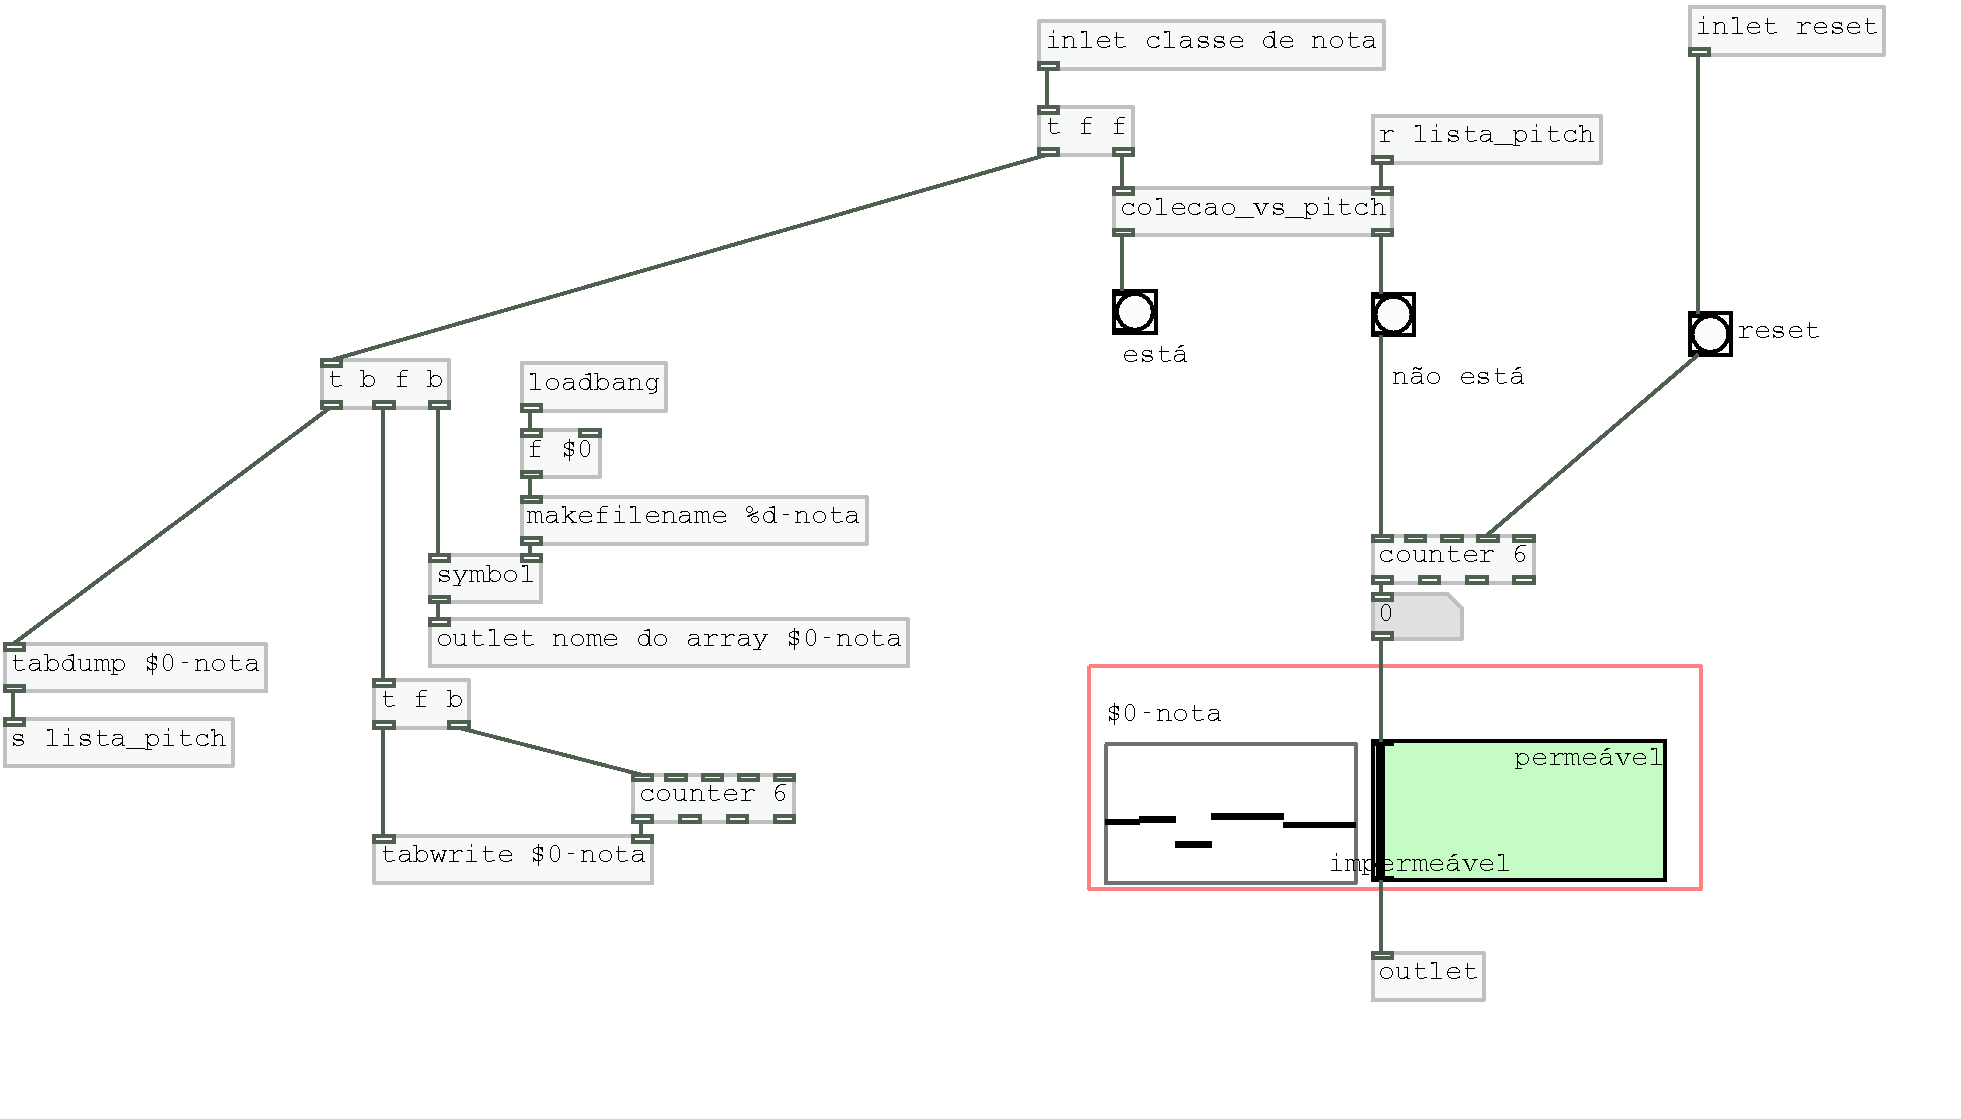 inlet reset
inlet classe de nota
t f f
r lista_pitch
colecao_vs_pitch
reset
está
não está
t b f b
loadbang
f $0
makefilename %d-nota
symbol
counter 6
0
outlet nome do array $0-nota
tabdump $0-nota
s lista_pitch
t f b
$0-nota
permeável
counter 6
tabwrite $0-nota
impermeável
outlet